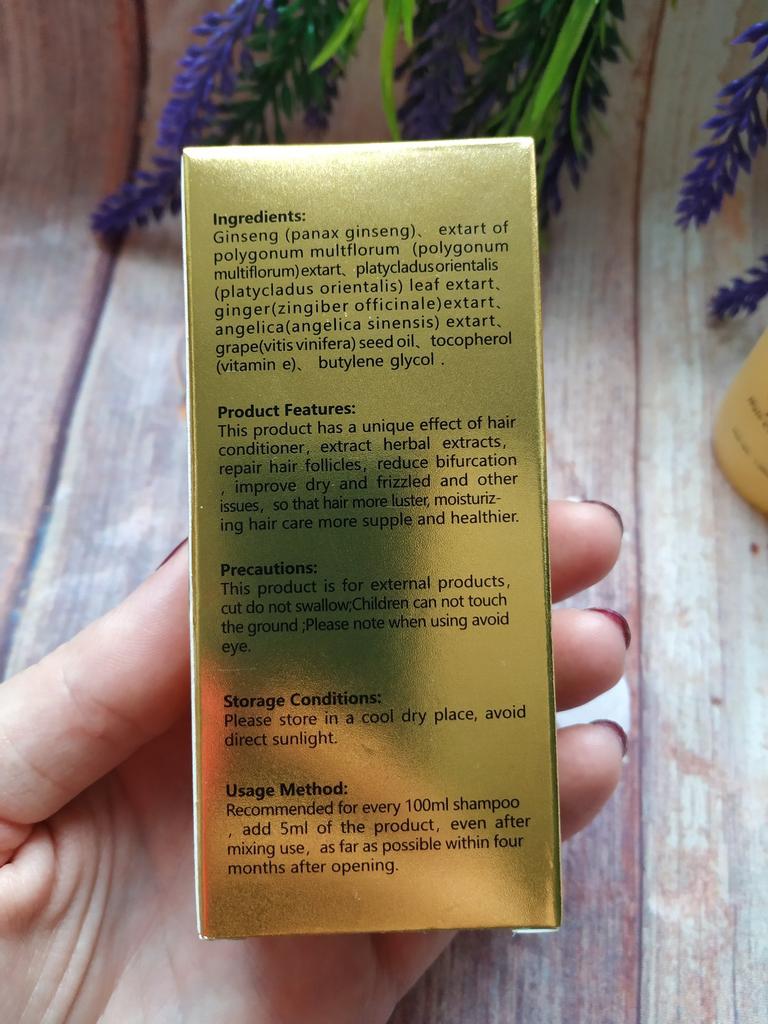 Ingredients:
Ginseng (panax ginseng)、 extart of
polygonum multflorum (polygonum
multiflorum)extart、platycladusorientalis
(platycladus orientalis) leaf extart、
ginger(zingiber officinale)extart、
angelica(angelica sinensis) extart、
grape(vitis vinifera) seed oil、tocopherol
(vitamin e)、 butylene glycol .
Product Features:
This product has a unique effect of hair
conditioner, extract herbal extracts,
repair hair follicles, reduce bifurcation
, improve dry and frizzled and other
issues, so that hair more luster, moisturiz-
ing hair care more supple and healthier.
Precautions:
This product is for external products,
cut do not swallow;Children can not touch
the ground ;Please note when using avoid
eye.
Storage Conditions:
Please store in a cool dry place, avoid
direct sunlight.
Usage Method:
Recommended for every 100ml shampoo
, add 5ml of the product, even after
mixing use, as far as possible within four
months after opening.